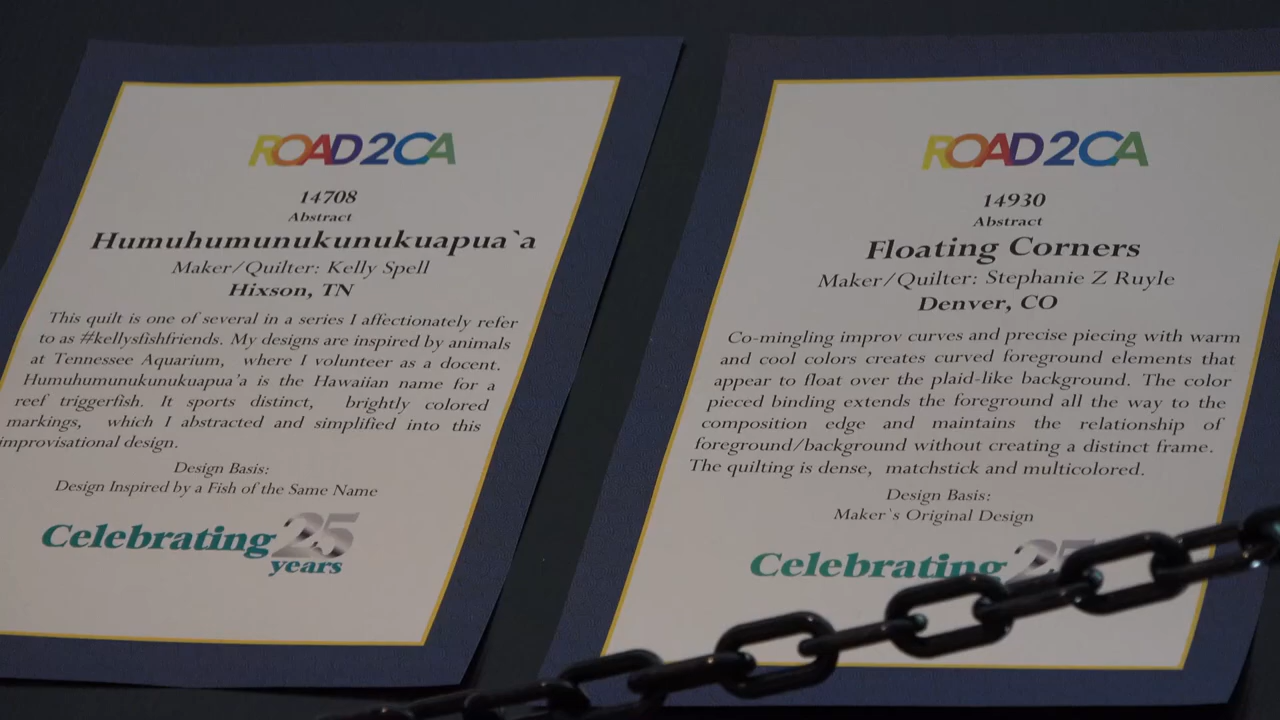 ROAD2CA
14708
Abstract
Humuhumunukunukuapua`a
Maker/Quilter: Kelly Spell
Hixson, TN
This quilt is one of several in a series I affectionately refer
to as #kellysfishfriends. My designs are inspired by animals
at Tennessee Aquarium, where I volunteer as a docent.
Humuhumunukunukuapua'a is the Hawaiian name for a
reef triggerfish. It sports distinct, brightly colored
markings, which I abstracted and simplified into this
improvisational design.
Design Basis:
Design Inspired by a Fish of the Same Name
Celebrating 25
years
ROAD2CA
14930
Abstract
Floating Corners
Maker/Quilter: Stephanie Z Ruyle
Denver, CO
Co-mingling improv curves and precise piecing with warm
and cool colors creates curved foreground elements that
appear to float over the plaid-like background. The color
pieced binding extends the foreground all the way to the
composition edge and maintains the relationship of
foreground/background without creating a distinct frame.
The quilting is dense, matchstick and multicolored.
Design Basis:
Maker`s Original Design
Celebrating 25